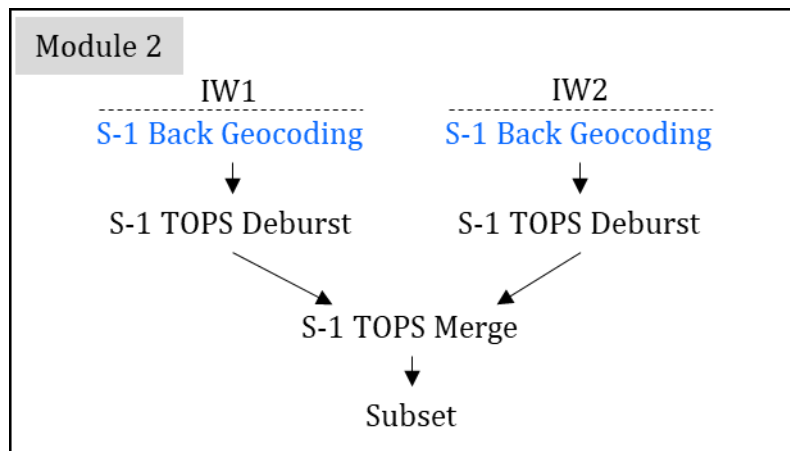 Module 2
IW1 IW2
S-1 Back Geocoding S-1 Back Geocoding
S-1 TOPS Deburst S-1 TOPS Deburst
S-1 TOPS Merge
Subset